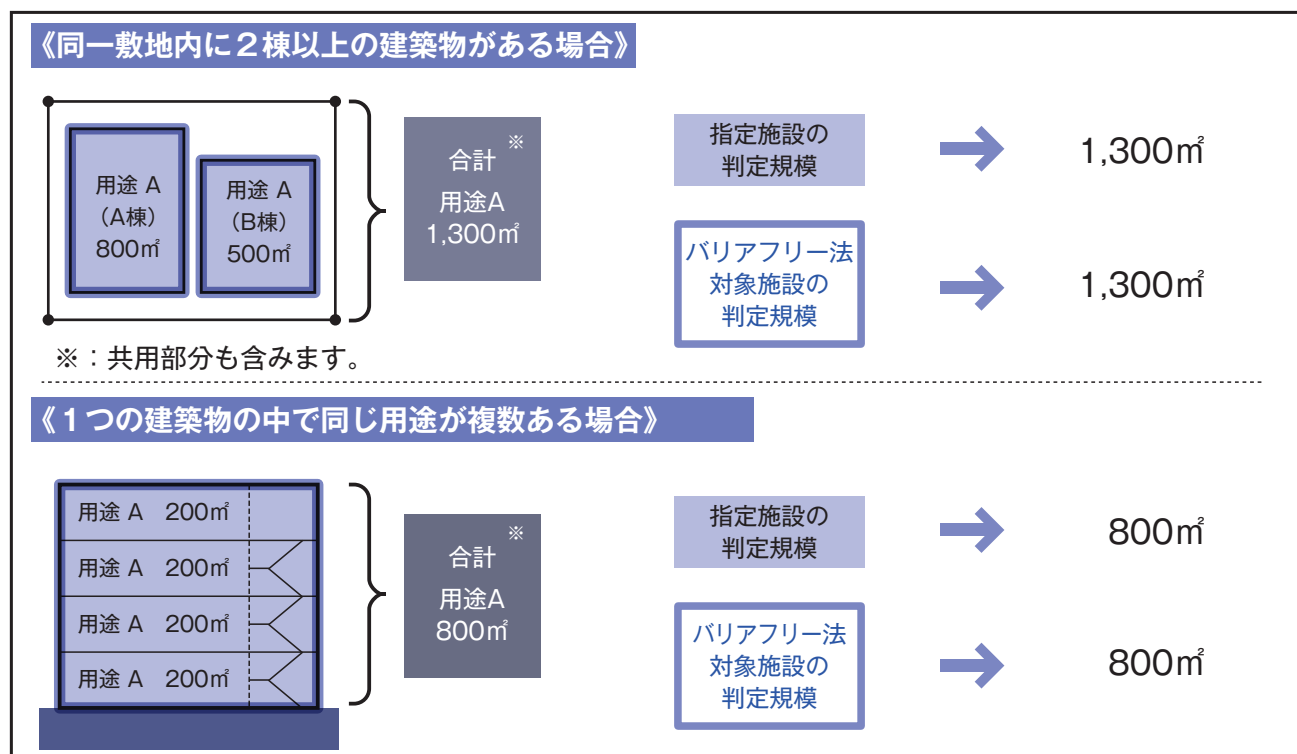 《同一敷地内に２棟以上の建築物がある場合》
用途 A
（A棟）
800㎡
用途 A
（B棟）
500㎡
※
合計
用途A
1,300㎡
指定施設の
判定規模
1,300㎡
バリアフリー法
対象施設の
判定規模
1,300㎡
※：共用部分も含みます。
《１つの建築物の中で同じ用途が複数ある場合》
用途 A　200㎡
用途 A　200㎡
用途 A　200㎡
用途 A　200㎡
※
合計
用途A
800㎡
指定施設の
判定規模
800㎡
バリアフリー法
対象施設の
判定規模
800㎡